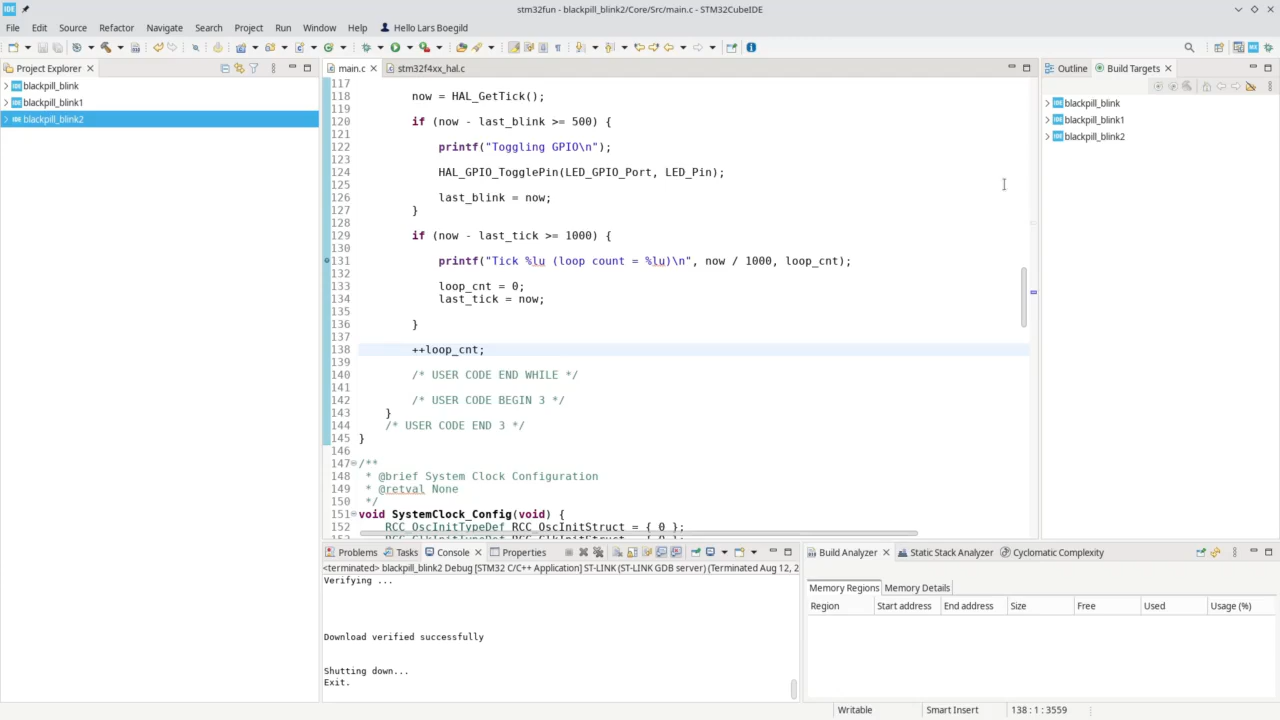 stm32fun - blackpill_blink2/Core/Src/main.c - STM32CubeIDE
File Edit Source Refactor Navigate Search Project Run Window Help Hello Lars Boegild
Project Explorer
blackpill_blink
blackpill_blink1
blackpill_blink2
main.c stm32f4xx_hal.c
117
118 now = HAL_GetTick();
119
120 if (now - last_blink >= 500) {
121
122 printf("Toggling GPIO\n");
123
124 HAL_GPIO_TogglePin(LED_GPIO_Port, LED_Pin);
125
126 last_blink = now;
127 }
128
129 if (now - last_tick >= 1000) {
130
131 printf("Tick %lu (loop count = %lu)\n", now / 1000, loop_cnt);
132
133 loop_cnt = 0;
134 last_tick = now;
135
136 }
137
138 ++loop_cnt;
139
140 /* USER CODE END WHILE */
141
142 /* USER CODE BEGIN 3 */
143 }
144 /* USER CODE END 3 */
145 }
146
147 /**
148 * @brief System Clock Configuration
149 * @retval None
150 */
151 void SystemClock_Config(void) {
152 RCC_OscInitTypeDef RCC_OscInitStruct = { 0 };
Outline Build Targets
blackpill_blink
blackpill_blink1
blackpill_blink2
Problems Tasks Console Properties
<terminated> blackpill_blink2 Debug [STM32 C/C++ Application] ST-LINK (ST-LINK GDB server) (Terminated Aug 12, 2
Verifying ...
Download verified successfully
Shutting down...
Exit.
Build Analyzer Static Stack Analyzer Cyclomatic Complexity
Memory Regions Memory Details
Region Start address End address Size Free Used Usage (%)
Writable Smart Insert 138 : 1 : 3559